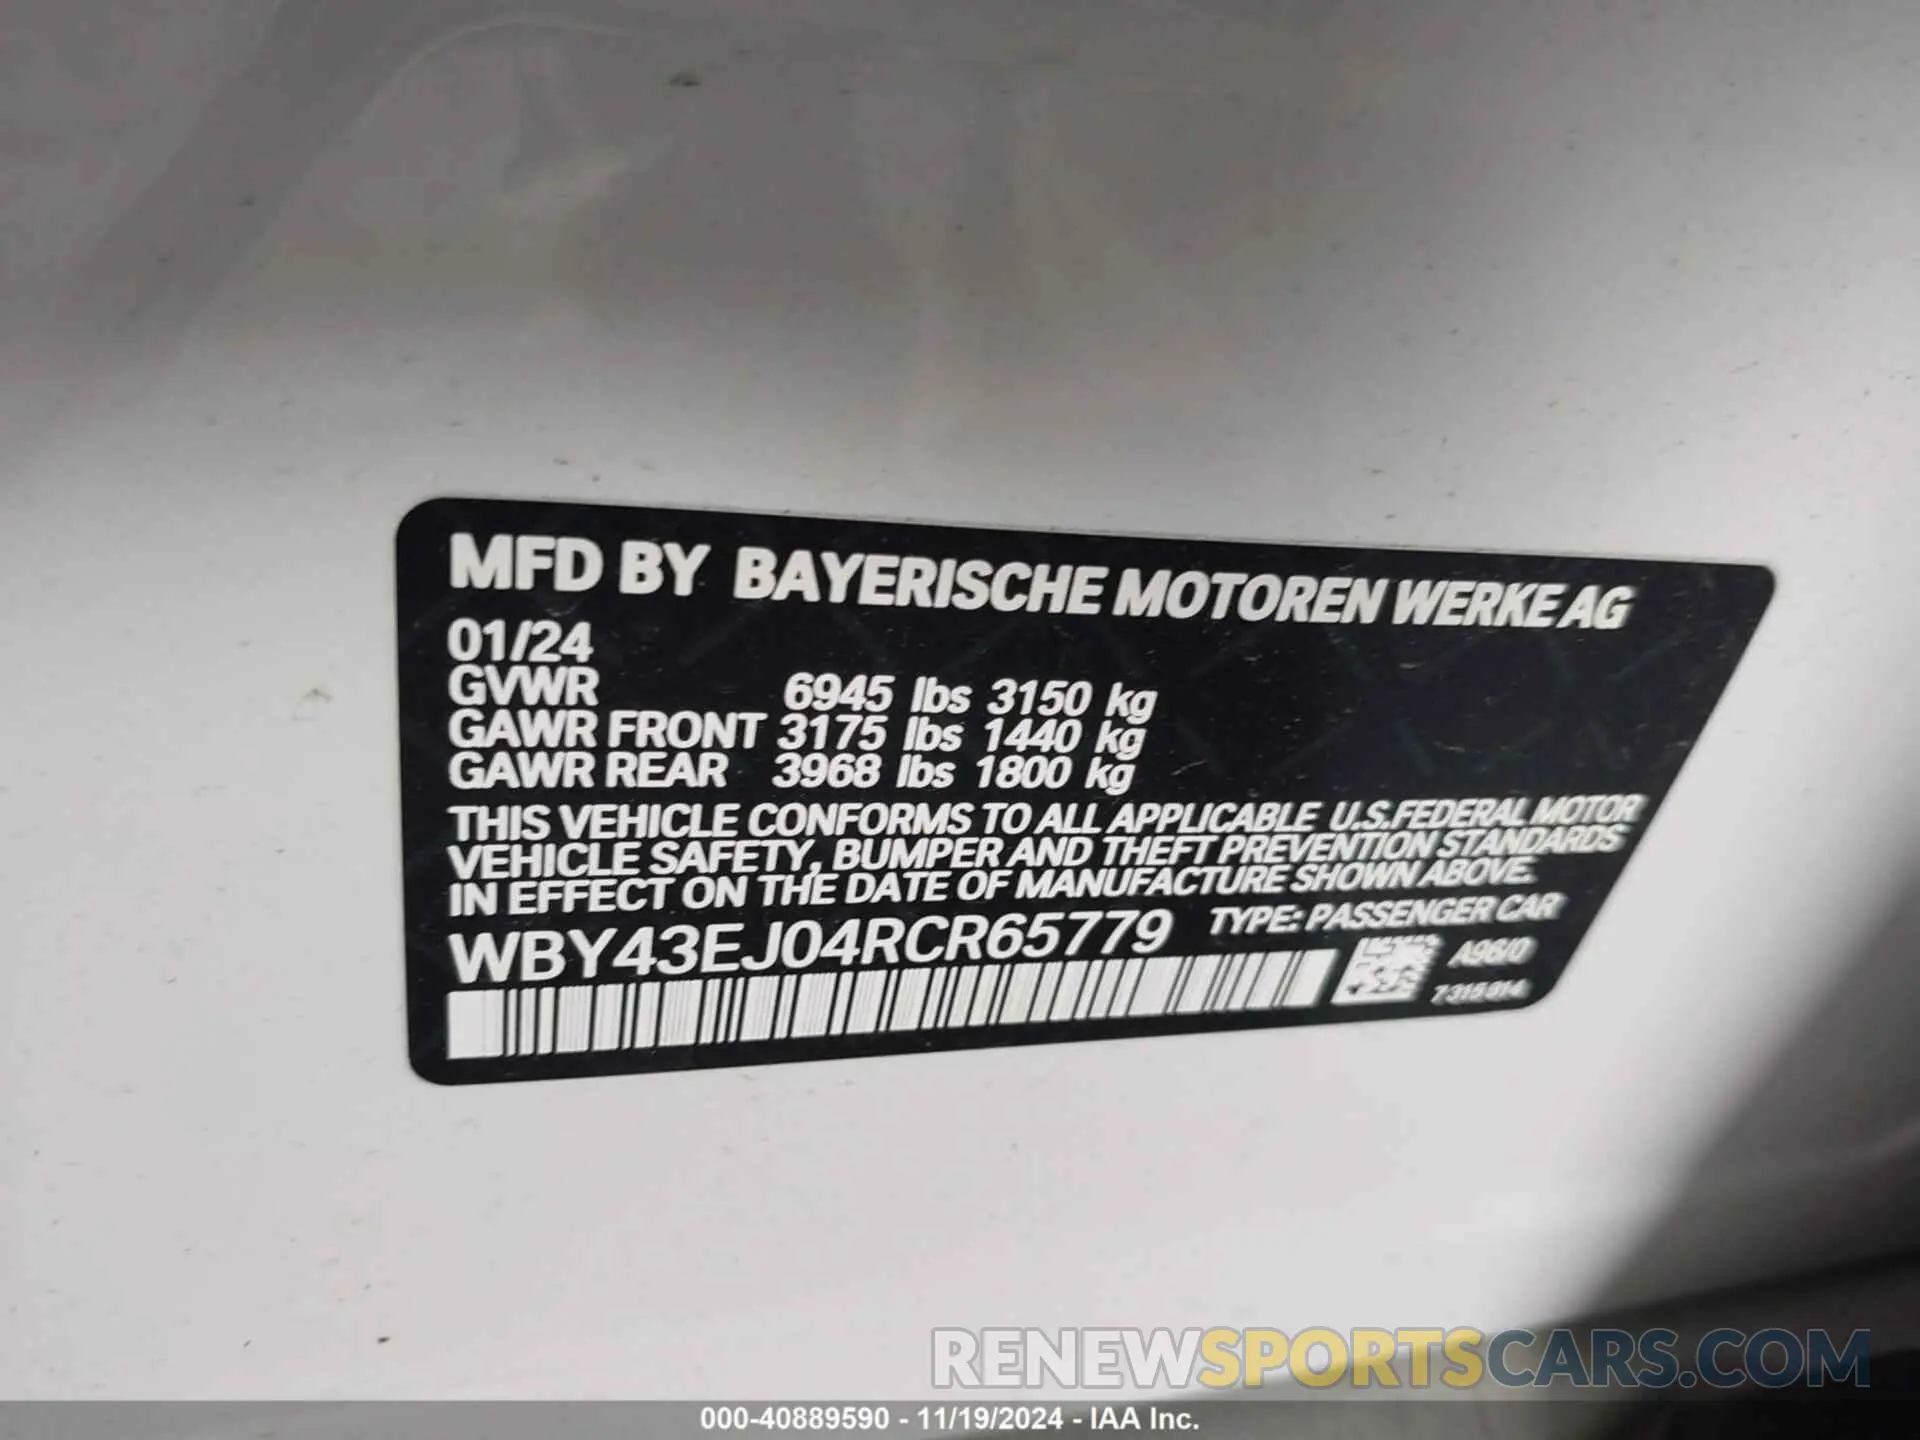 MFD BY BAYERISCHE MOTOREN WERKE AG
01/24
GVWR 6945 lbs 3150 kg
GAWR FRONT 3175 lbs 1440 kg
GAWR REAR 3968 lbs 1800 kg
THIS VEHICLE CONFORMS TO ALL APPLICABLE U.S.FEDERAL MOTOR
VEHICLE SAFETY, BUMPER AND THEFT PREVENTION STANDARDS
IN EFFECT ON THE DATE OF MANUFACTURE SHOWN ABOVE.
WBY43EJ04RCR65779 TYPE: PASSENGER CAR
A96/0
RENEWSPORTSCARS.COM
000-40889590 - 11/19/2024 - IAA Inc.